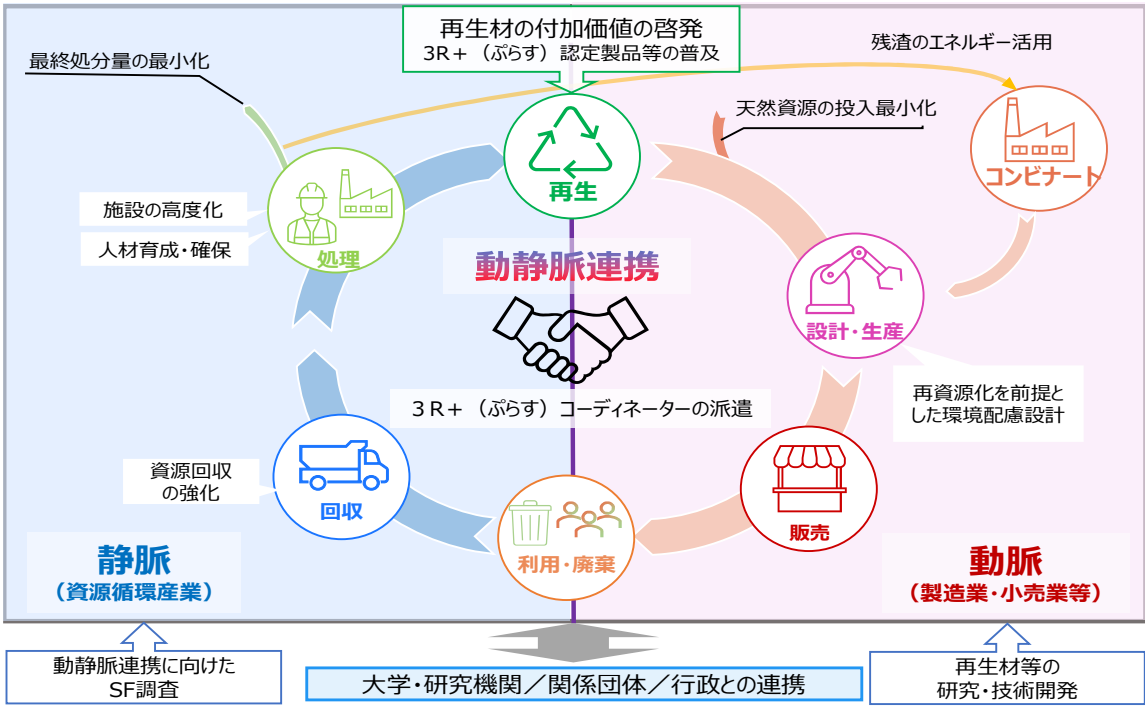 再生材の付加価値の啓発
3R+（ぷらす）認定製品等の普及
最終処分量の最小化
残渣のエネルギー活用
天然資源の投入最小化
コンビナート
再生
施設の高度化
人材育成・確保
処理
動静脈連携
設計・生産
再資源化を前提と
した環境配慮設計
３R+（ぷらす）コーディネーターの派遣
資源回収
の強化
回収
販売
利用・廃棄
静脈
（資源循環産業）
動脈
（製造業・小売業等）
動静脈連携に向けた
SF調査
大学・研究機関／関係団体／行政との連携
再生材等の
研究・技術開発